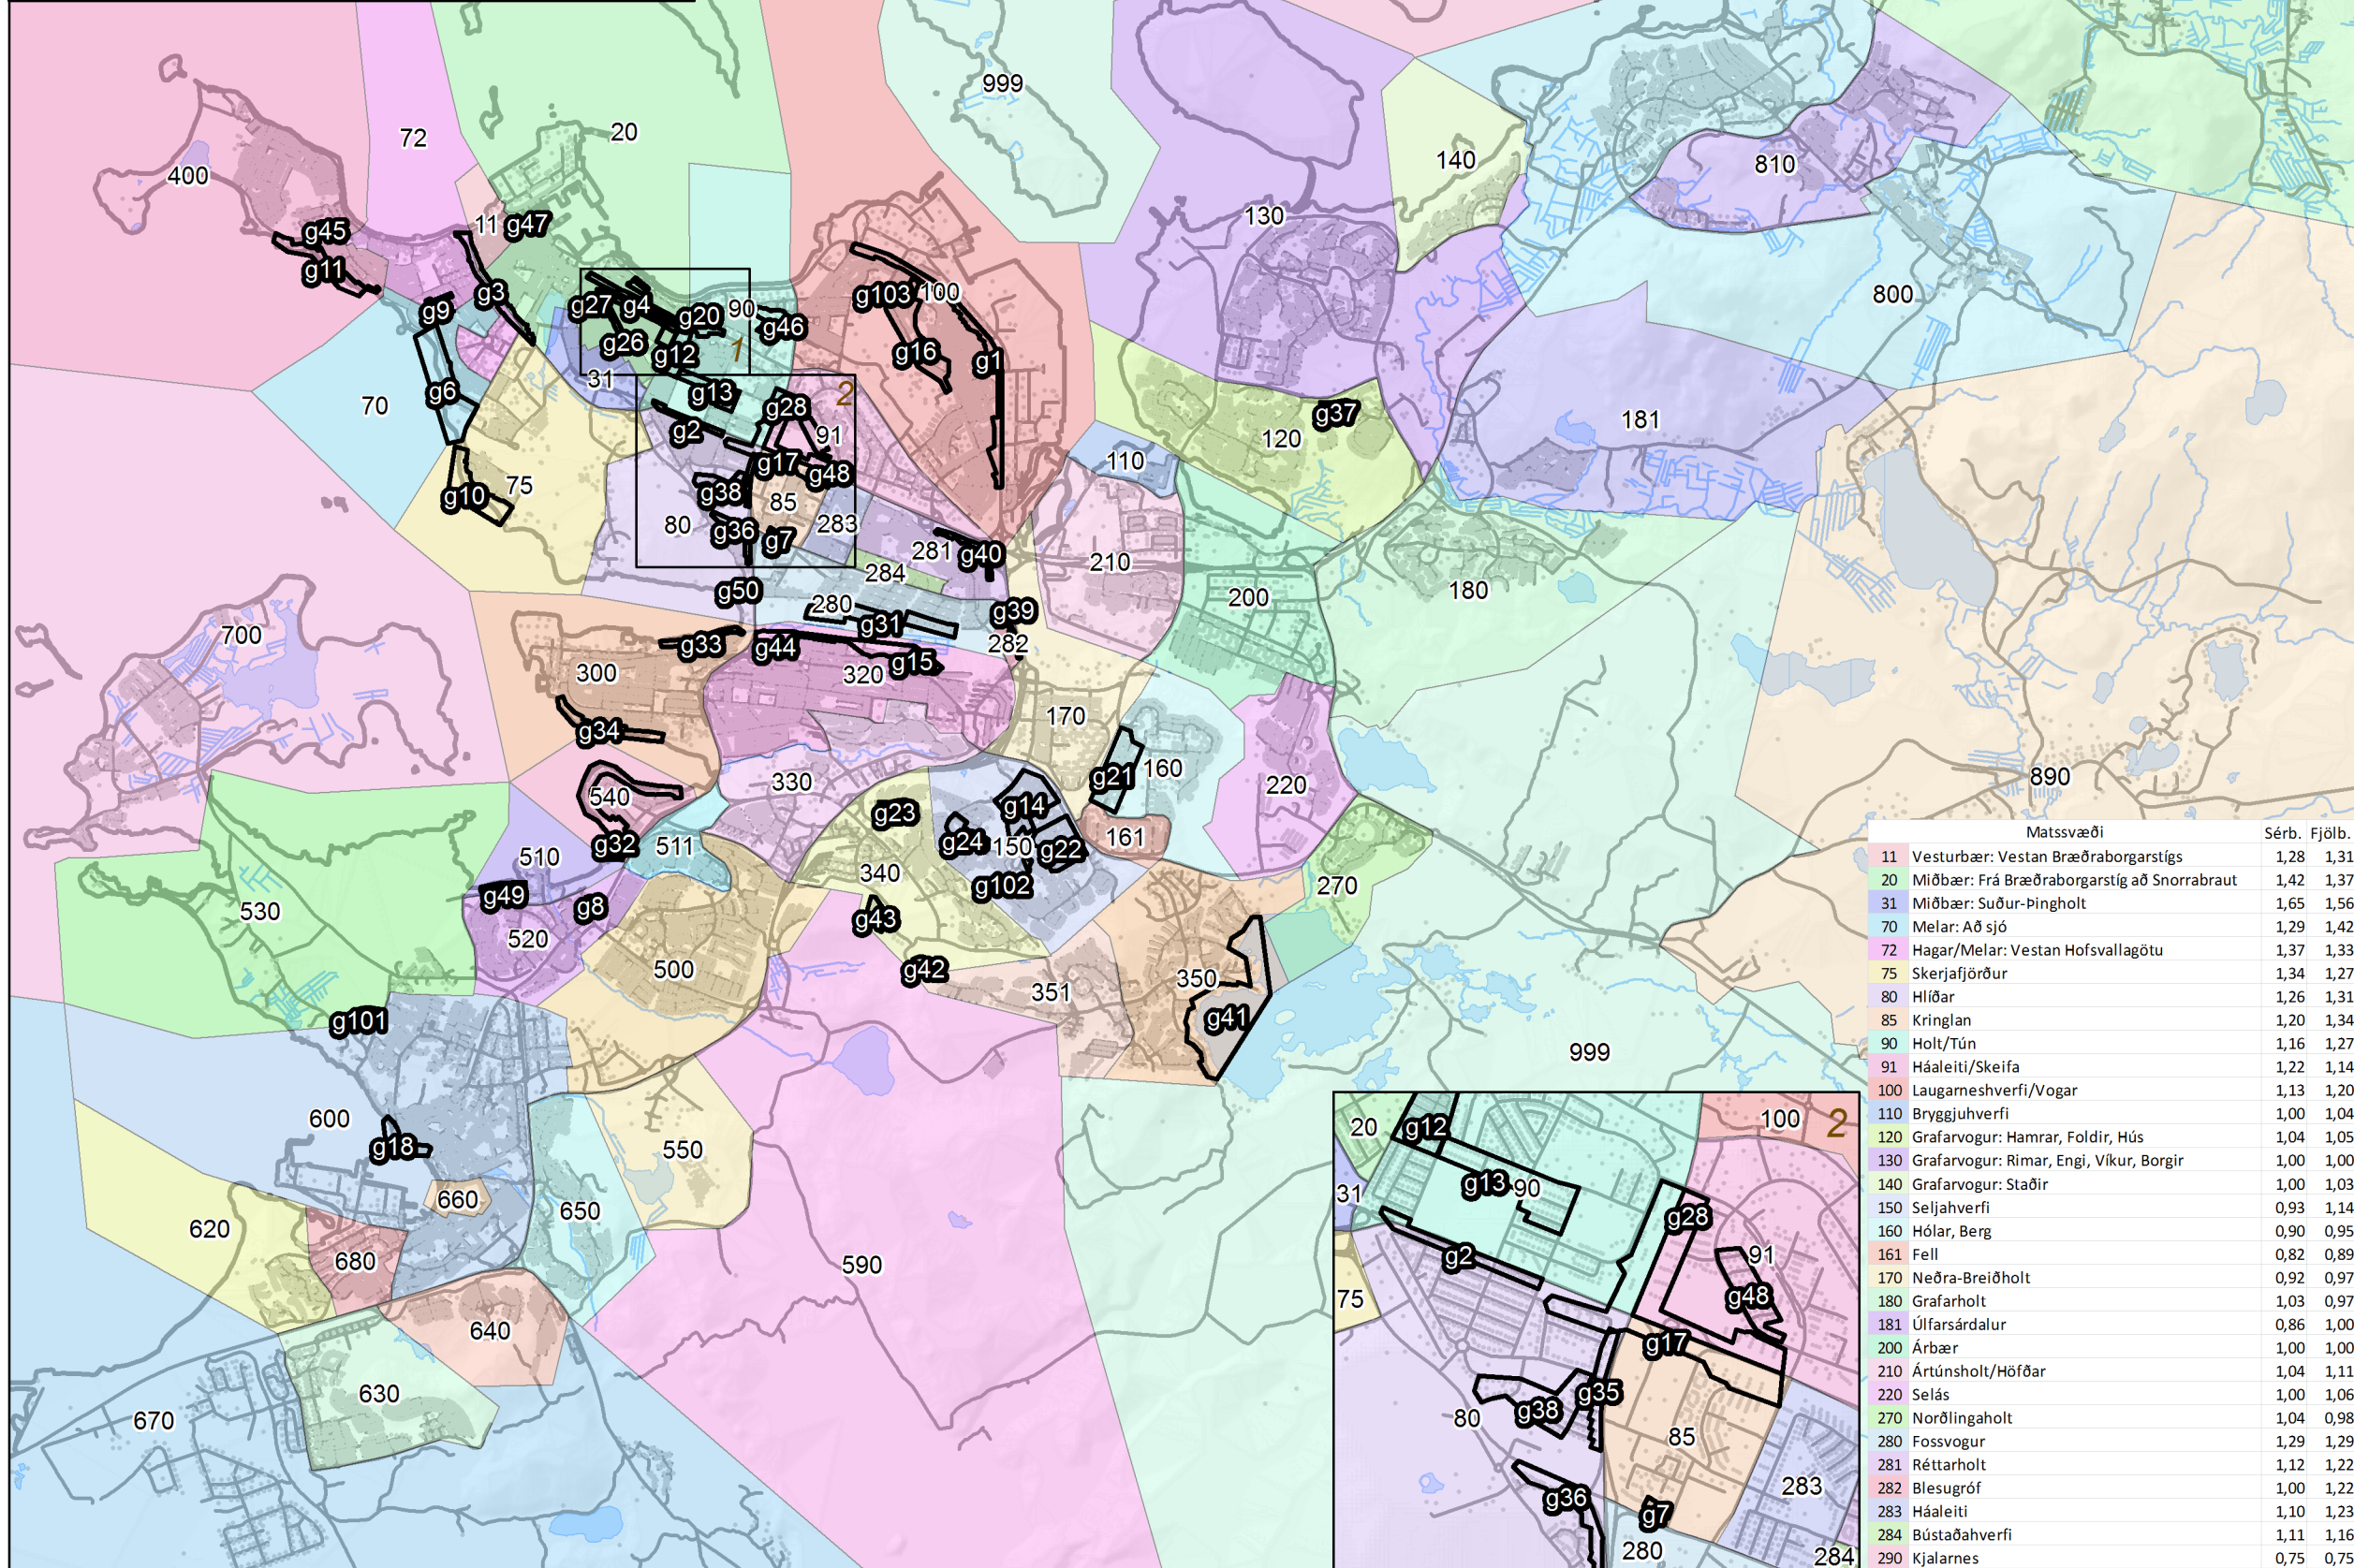 999
72
20
400
140
810
130
11
g47
g45
g11
g3
g9
g27
g4
g20
90
g46
g103
100
800
g26
g12
1
g16
g1
31
g13
2
g28
g6
70
g37
181
g2
91
120
g17
g48
110
g10
75
g38
85
80
283
g36
g7
281
g40
210
284
180
g50
280
200
g39
g31
700
g33
g44
282
g15
300
320
170
g34
160
g21
890
330
220
540
g23
g14
g32
511
g24
150
g22
161
510
340
g102
270
g49
g8
530
g43
520
500
g42
350
351
g41
g101
999
600
g18
550
660
650
620
680
590
640
630
670
20
g12
100
2
g13
90
31
g28
g2
91
75
g48
g17
g35
g38
80
85
283
g36
g7
280
284
Matssvæði Sérb. Fjölb.
11 Vesturbær: Vestan Bræðraborgarstígs 1,28 1,31
20 Miðbær: Frá Bræðraborgarstíg að Snorrabraut 1,42 1,37
31 Miðbær: Suður-Þingholt 1,65 1,56
70 Melar: Að sjó 1,29 1,42
72 Hagar/Melar: Vestan Hofsvallagötu 1,37 1,33
75 Skerjafjörður 1,34 1,27
80 Hlíðar 1,26 1,31
85 Kringlan 1,20 1,34
90 Holt/Tún 1,16 1,27
91 Háaleiti/Skeifa 1,22 1,14
100 Laugarneshverfi/Vogar 1,13 1,20
110 Bryggjuhverfi 1,00 1,04
120 Grafarvogur: Hamrar, Foldir, Hús 1,04 1,05
130 Grafarvogur: Rimar, Engi, Víkur, Borgir 1,00 1,00
140 Grafarvogur: Staðir 1,00 1,03
150 Seljahverfi 0,93 1,14
160 Hólar, Berg 0,90 0,95
161 Fell 0,82 0,89
170 Neðra-Breiðholt 0,92 0,97
180 Grafarholt 1,03 0,97
181 Úlfarsárdalur 0,86 1,00
200 Árbær 1,00 1,00
210 Ártúnsholt/Höfðar 1,04 1,11
220 Selás 1,00 1,06
270 Norðlingaholt 1,04 0,98
280 Fossvogur 1,29 1,29
281 Réttarholt 1,12 1,22
282 Blesugróf 1,00 1,22
283 Háaleiti 1,10 1,23
284 Bústaðahverfi 1,11 1,16
290 Kjalarnes 0,75 0,75